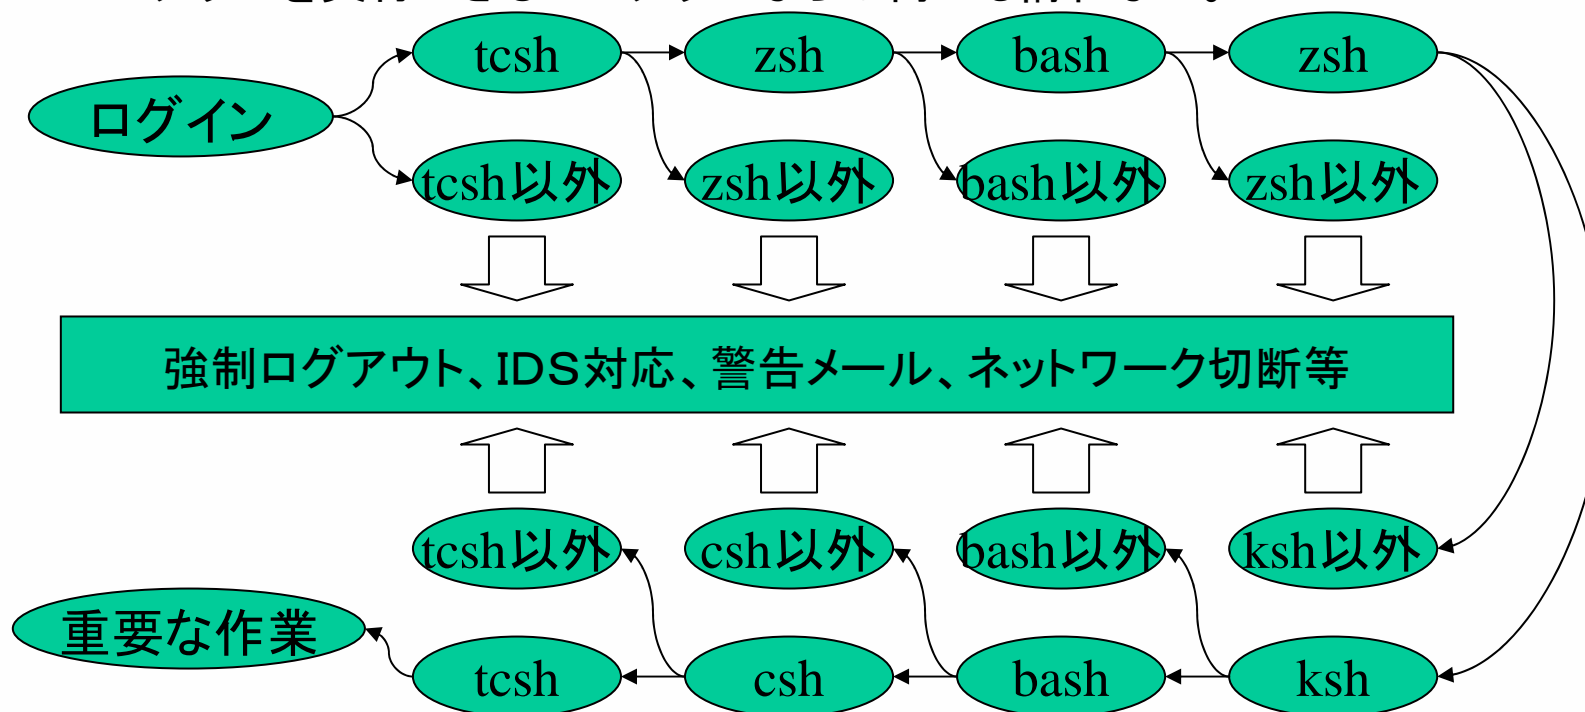 tcsh
zsh
bash
zsh
ログイン
tcsh以外
zsh以外
bash以外
zsh以外
強制ログアウト、IDS対応、警告メール、ネットワーク切断等
tcsh以外
csh以外
bash以外
ksh以外
重要な作業
tcsh
csh
bash
ksh